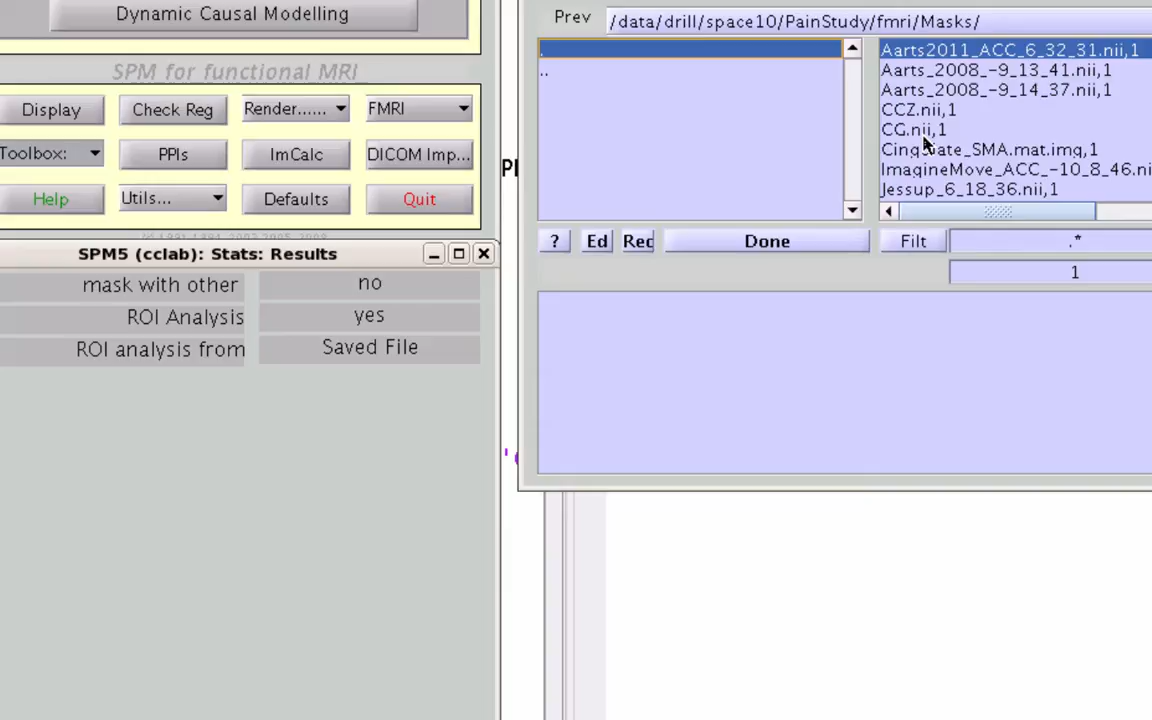 Dynamic Causal Modelling
SPM for functional MRI
Display
Check Reg
Render......
FMRI
Toolbox:
PPIs
ImCalc
DICOM Imp...
Help
Utils...
Defaults
Quit
SPM5 (cclab): Stats: Results
mask with other no
ROI Analysis yes
ROI analysis from Saved File
Prev /data/drill/space10/PainStudy/fmri/Masks/
.
..
Aarts2011_ACC_6_32_31.nii,1
Aarts_2008_-9_13_41.nii,1
Aarts_2008_-9_14_37.nii,1
CCZ.nii,1
CG.nii,1
Cingulate_SMA.mat.img,1
ImagineMove_ACC_-10_8_46.ni
Jessup_6_18_36.nii,1
? Ed Rec Done Filt .*
1